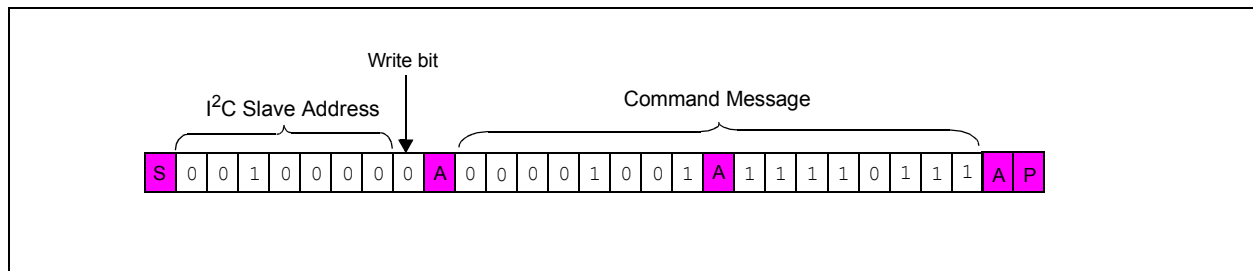 Write bit
I²C Slave Address
Command Message
S 0 0 1 0 0 0 0 0 A 0 0 0 0 1 0 0 1 A 1 1 1 1 0 1 1 1 A P